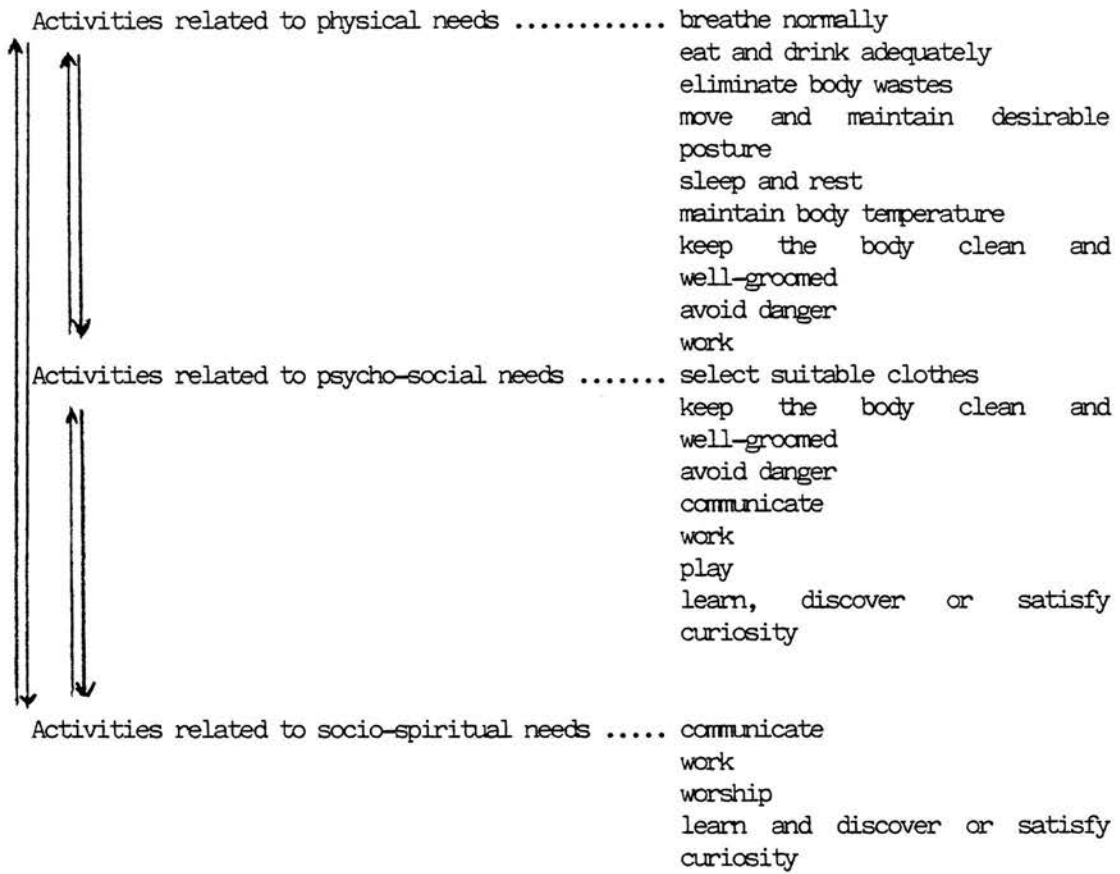 Activities related to physical needs ............ breathe normally
eat and drink adequately
eliminate body wastes
move and maintain desirable
posture
sleep and rest
maintain body temperature
keep the body clean and
well-groomed
avoid danger
work
Activities related to psycho-social needs ....... select suitable clothes
keep the body clean and
well-groomed
avoid danger
communicate
work
play
learn, discover or satisfy
curiosity
Activities related to socio-spiritual needs ..... communicate
work
worship
learn and discover or satisfy
curiosity